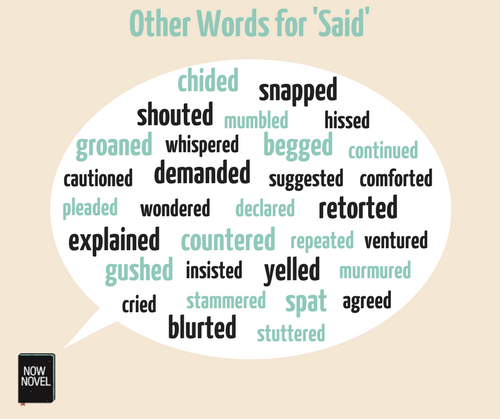 Other Words for 'Said'
chided snapped
shouted mumbled hissed
groaned whispered begged continued
cautioned demanded suggested comforted
pleaded wondered declared retorted
explained countered repeated ventured
gushed insisted yelled murmured
cried stammered spat agreed
blurted stuttered
NOW
NOVEL